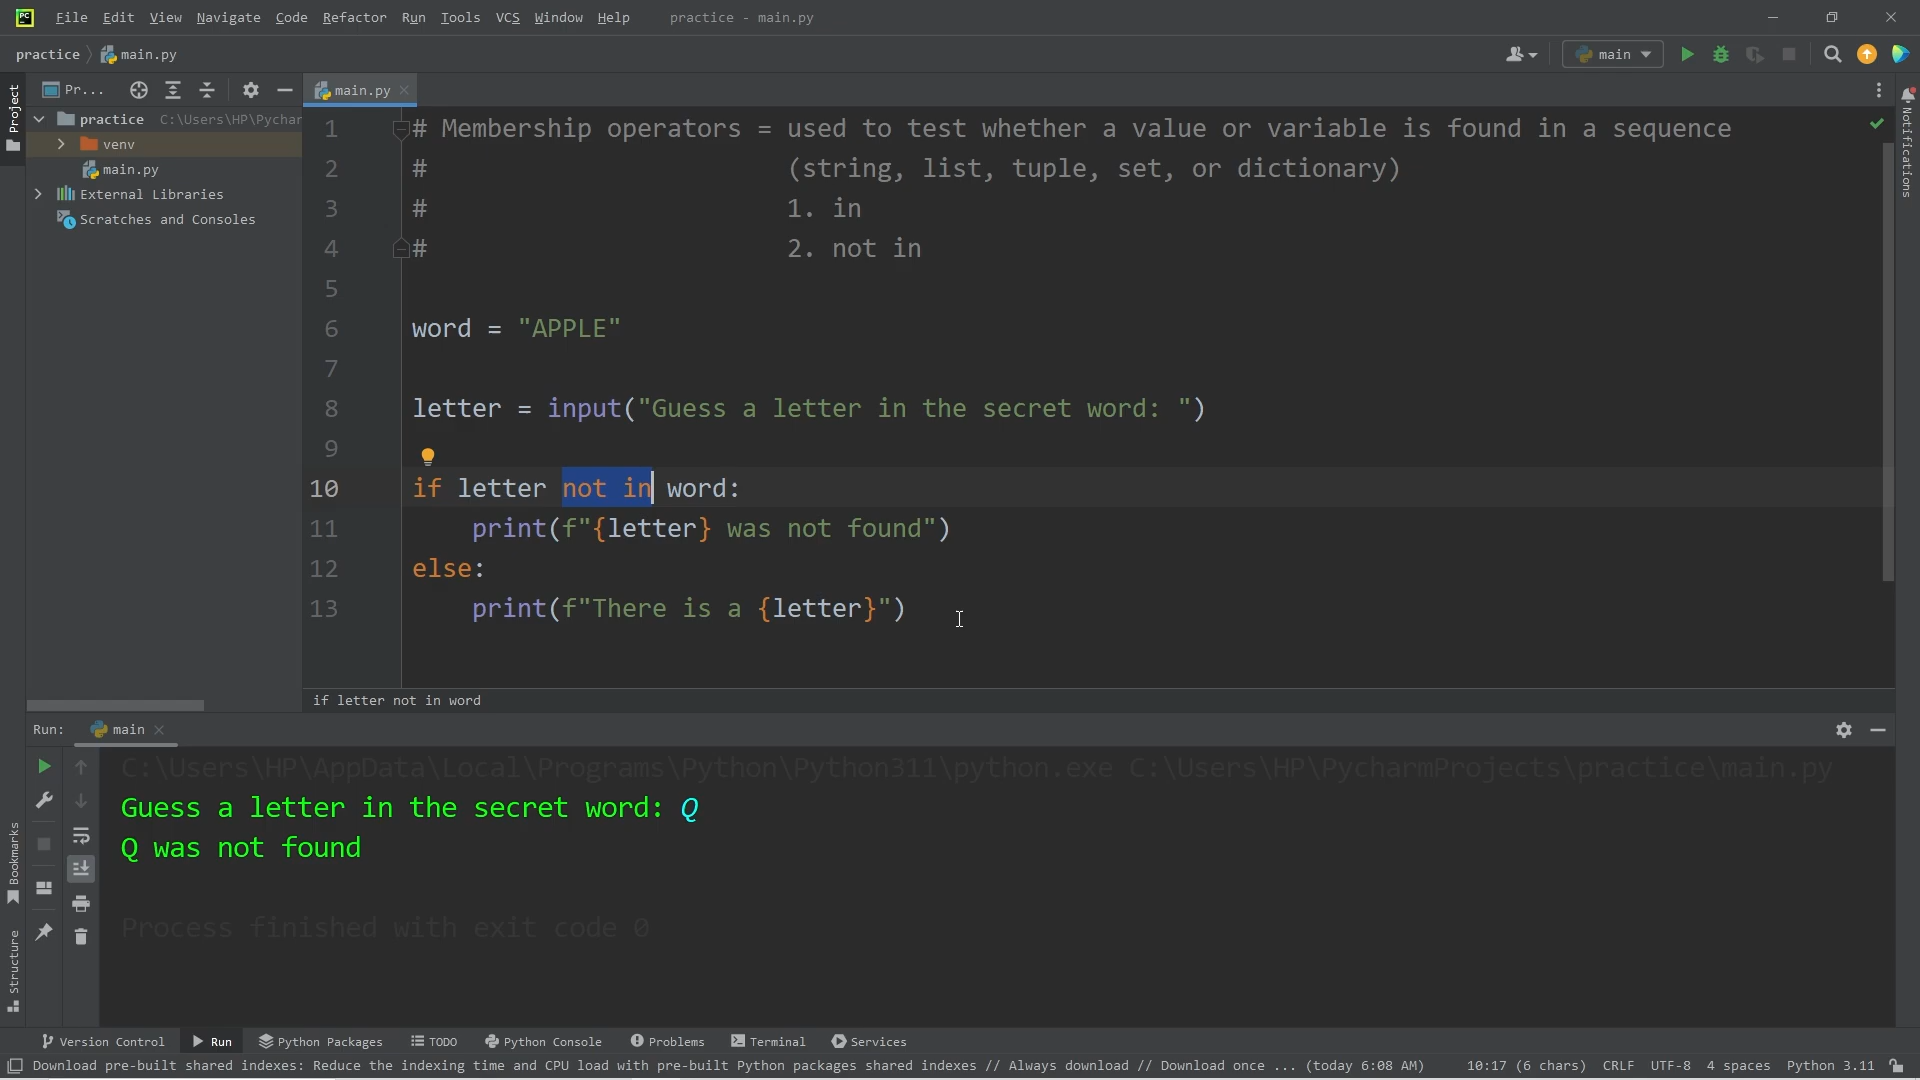 File Edit View Navigate Code Refactor Run Tools VCS Window Help practice - main.py
practice main.py main
Pr... main.py
Project
practice C:\Users\HP\Pychar
venv
main.py
External Libraries
Scratches and Consoles
Notifications
1 # Membership operators = used to test whether a value or variable is found in a sequence
2 # (string, list, tuple, set, or dictionary)
3 # 1. in
4 # 2. not in
5
6 word = "APPLE"
7
8 letter = input("Guess a letter in the secret word: ")
9
10 if letter not in word:
11 print(f"{letter} was not found")
12 else:
13 print(f"There is a {letter}")
if letter not in word
Run: main
C:\Users\HP\AppData\Local\Programs\Python\Python311\python.exe C:\Users\HP\PycharmProjects\practice\main.py
Guess a letter in the secret word: Q
Q was not found
Process finished with exit code 0
Bookmarks
Structure
Version Control Run Python Packages TODO Python Console Problems Terminal Services
Download pre-built shared indexes: Reduce the indexing time and CPU load with pre-built Python packages shared indexes // Always download // Download once ... (today 6:08 AM) 10:17 (6 chars) CRLF UTF-8 4 spaces Python 3.11